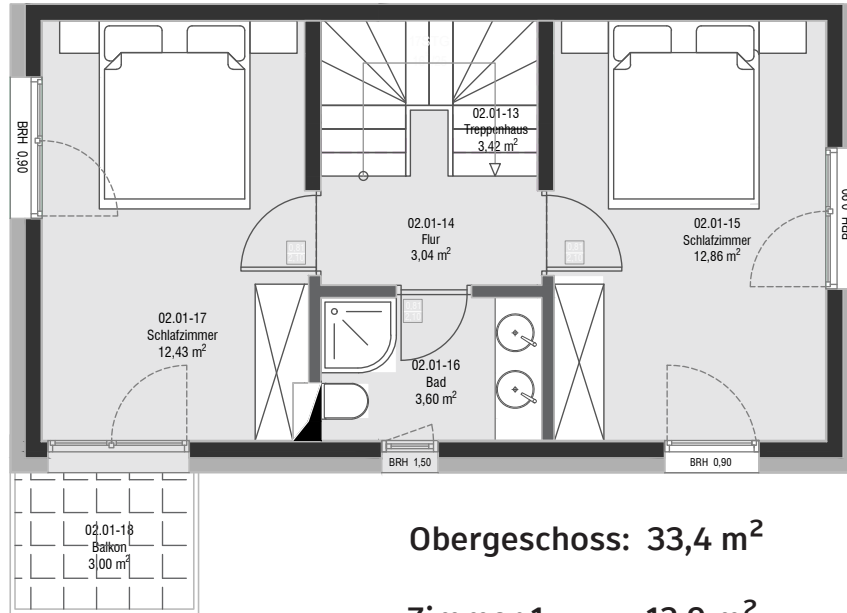 02.01-13
Treppenhaus
3,42 m²
BRH 0,90
02.01-14
Flur
3,04 m²
02.01-15
Schlafzimmer
12,86 m²
02.01-17
Schlafzimmer
12,43 m²
02.01-16
Bad
3,60 m²
BRH 1,50
BRH 0,90
02.01-18
Balkon
3,00 m²
Obergeschoss: 33,4 m²